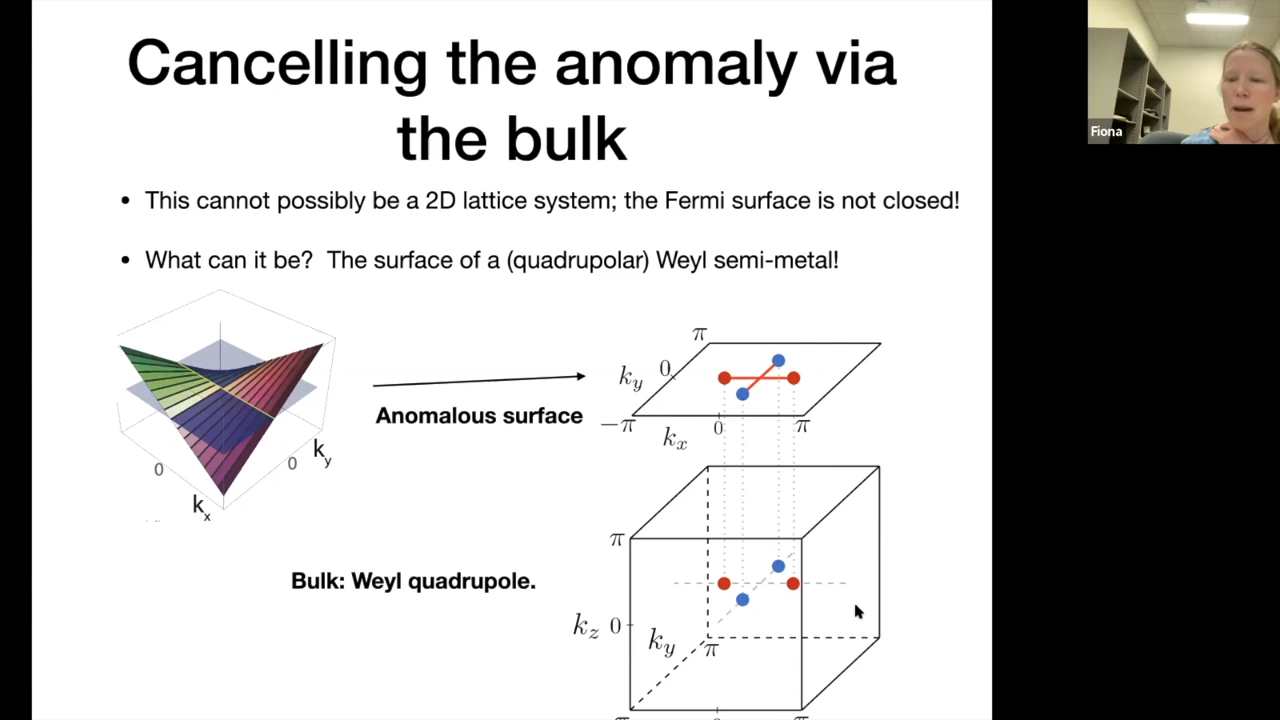 Cancelling the anomaly via
the bulk
• This cannot possibly be a 2D lattice system; the Fermi surface is not closed!
• What can it be? The surface of a (quadrupolar) Weyl semi-metal!
Fiona
0
k_x
0
k_y
Anomalous surface
π
k_y 0
−π
k_x
0
π
Bulk: Weyl quadrupole.
π
k_z 0
k_y
π